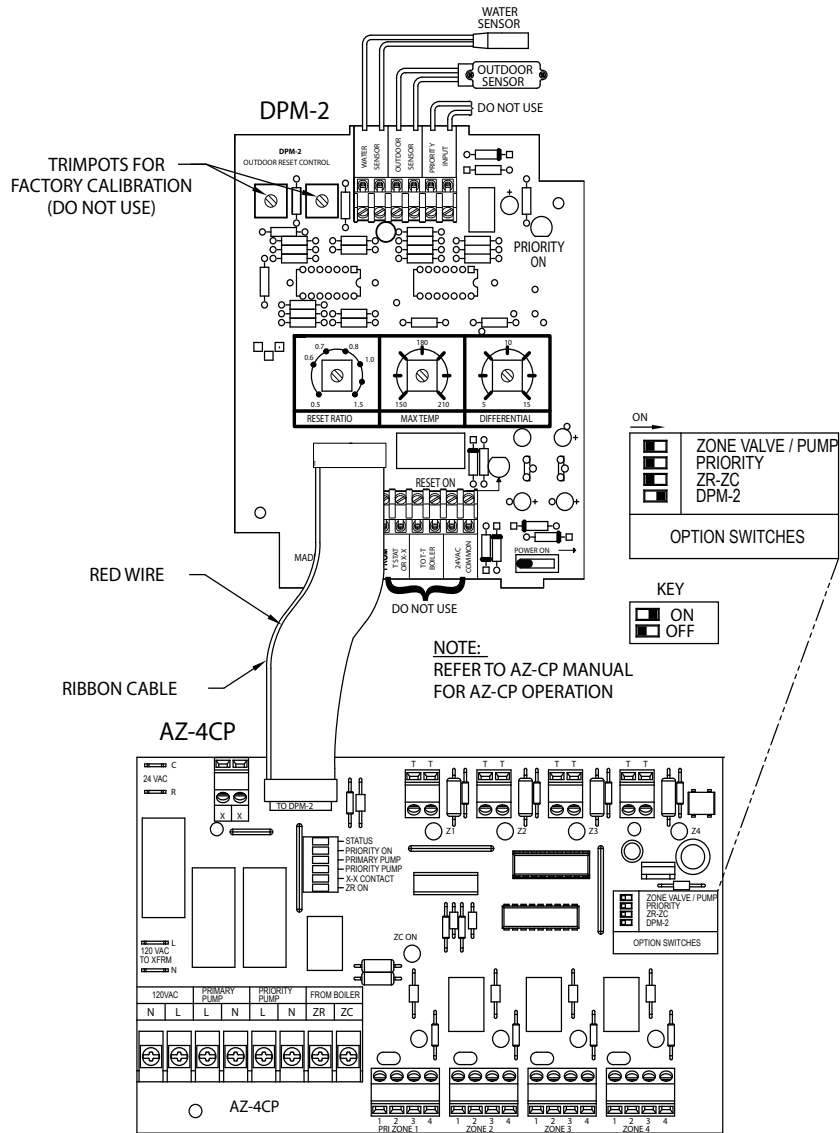 WATER
SENSOR
OUTDOOR
SENSOR
DO NOT USE
DPM-2
DPM-2
OUTDOOR RESET CONTROL
WATER
SENSOR
OUTDOOR
SENSOR
PRIORITY
INPUT
TRIMPOTS FOR
FACTORY CALIBRATION
(DO NOT USE)
PRIORITY
ON
0.5
0.6
0.7
0.8
1.0
1.5
RESET RATIO
150
180
210
MAX TEMP
5
10
15
DIFFERENTIAL
RESET ON
MAD
FROM
T STAT
OR X-X
TO T-T
BOILER
24VAC
COMMON
POWER ON
DO NOT USE
ON
ZONE VALVE / PUMP
PRIORITY
ZR-ZC
DPM-2
OPTION SWITCHES
KEY
ON
OFF
RED WIRE
RIBBON CABLE
NOTE:
REFER TO AZ-CP MANUAL
FOR AZ-CP OPERATION
AZ-4CP
C
24 VAC
R
X X
TO DPM-2
T T
T T
T T
T T
Z1
Z2
Z3
Z4
STATUS
PRIORITY ON
PRIMARY PUMP
PRIORITY PUMP
X-X CONTACT
ZR ON
ZONE VALVE / PUMP
PRIORITY
ZR-ZC
DPM-2
OPTION SWITCHES
ZC ON
L
120 VAC
TO XFRM
N
120VAC
PRIMARY
PUMP
PRIORITY
PUMP
FROM BOILER
N L L N L N ZR ZC
AZ-4CP
1 2 3 4
PRI ZONE 1
1 2 3 4
ZONE 2
1 2 3 4
ZONE 3
1 2 3 4
ZONE 4